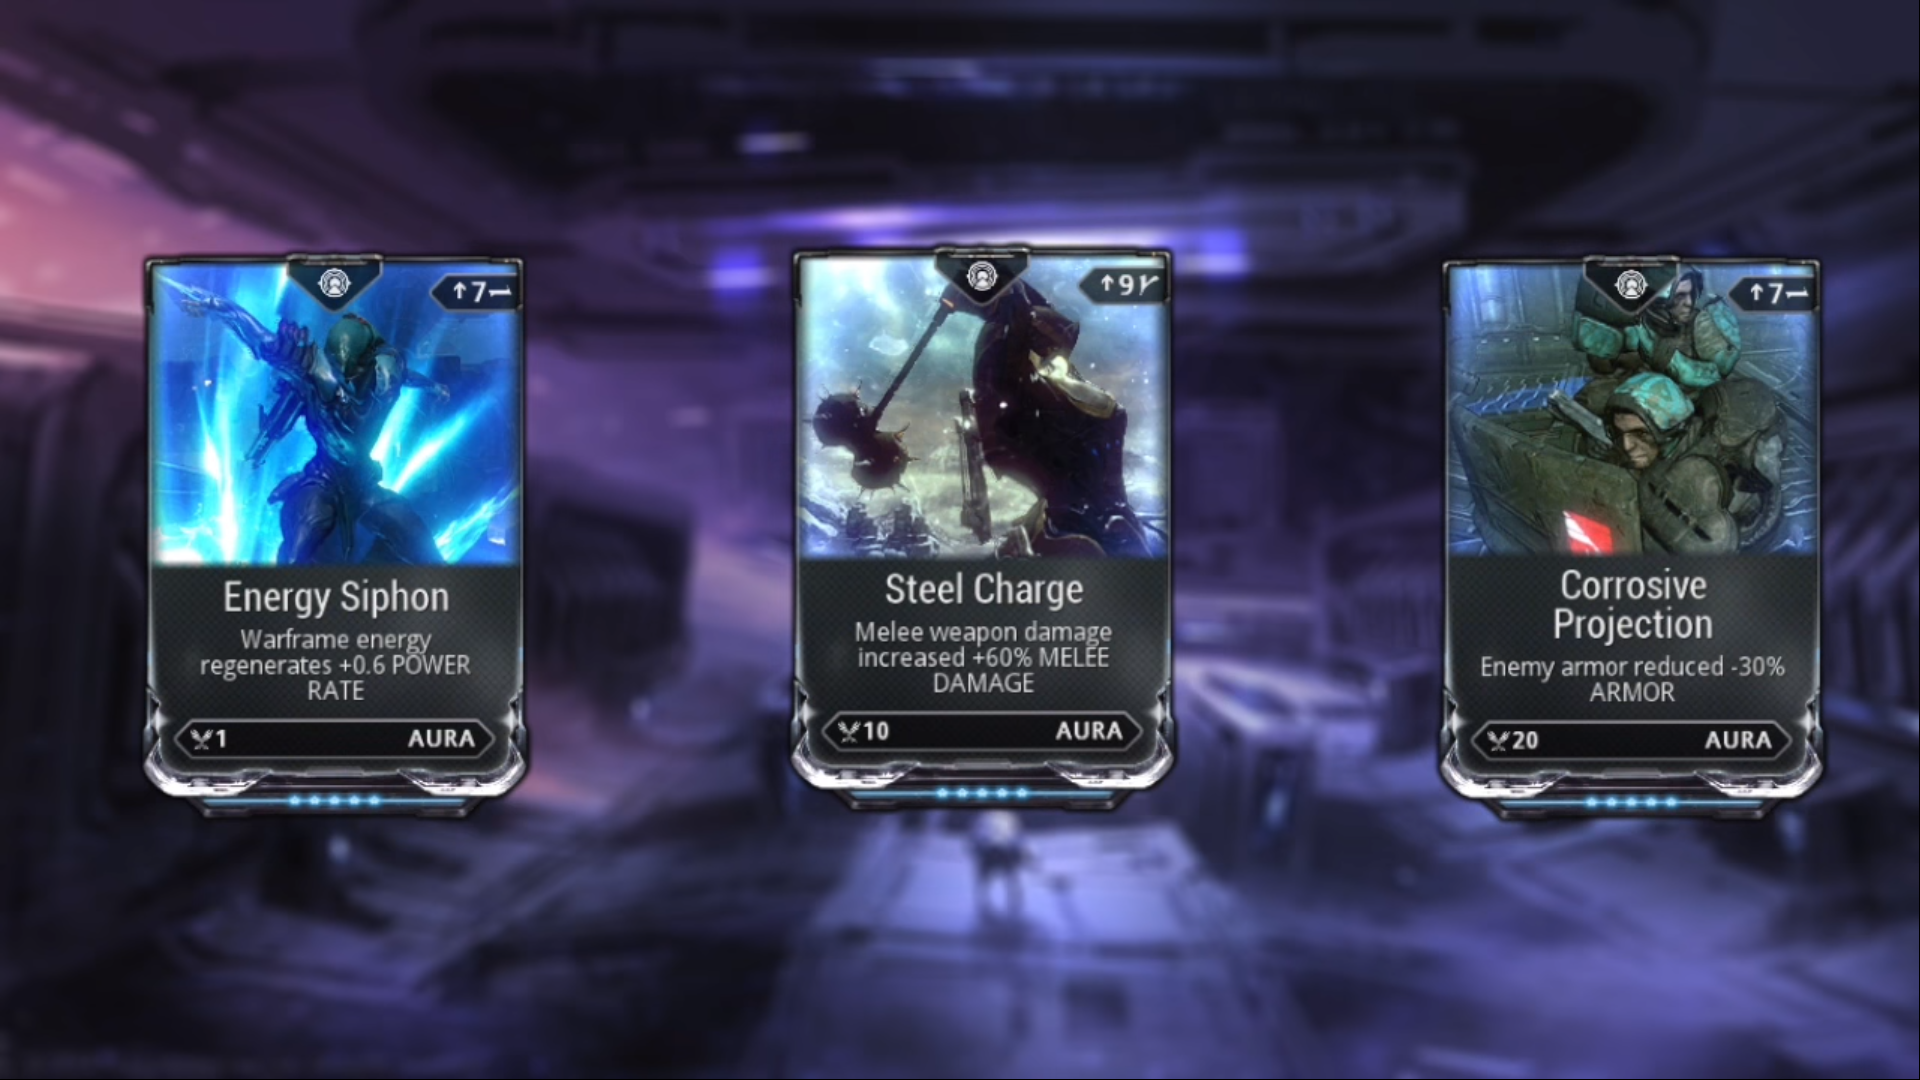 7
Energy Siphon
Warframe energy
regenerates +0.6 POWER
RATE
1 AURA
9
Steel Charge
Melee weapon damage
increased +60% MELEE
DAMAGE
10 AURA
7
Corrosive
Projection
Enemy armor reduced -30%
ARMOR
20 AURA